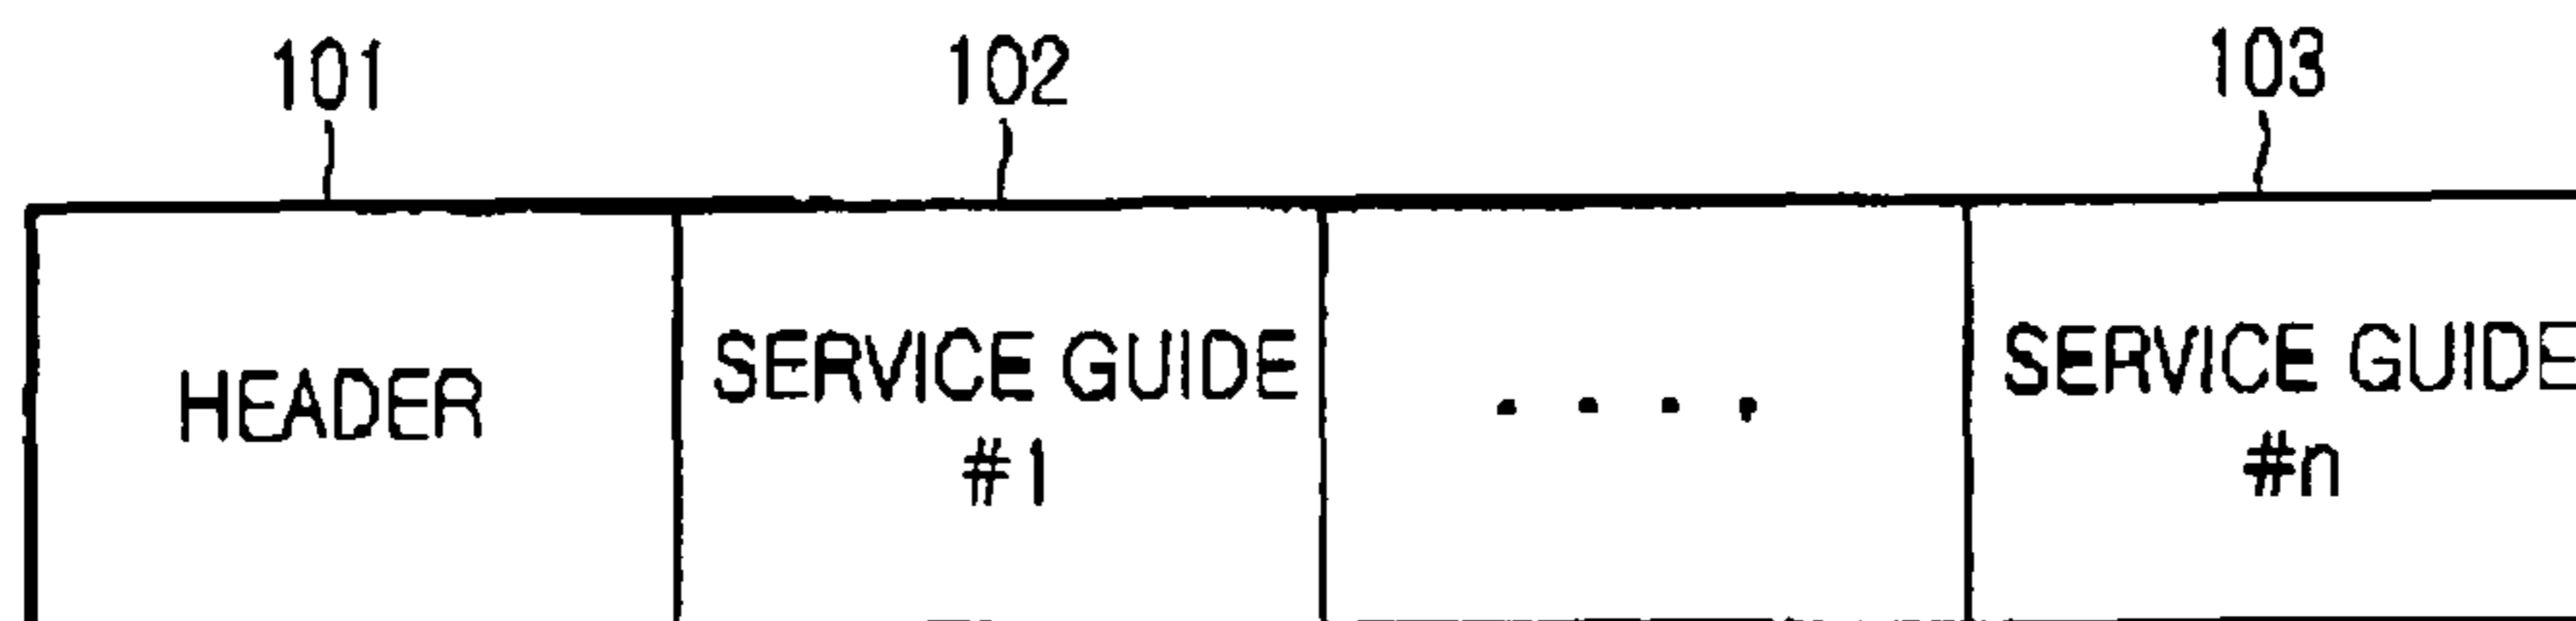 101 102 103
HEADER
SERVICE GUIDE
#1
. . . .
SERVICE GUIDE
#n